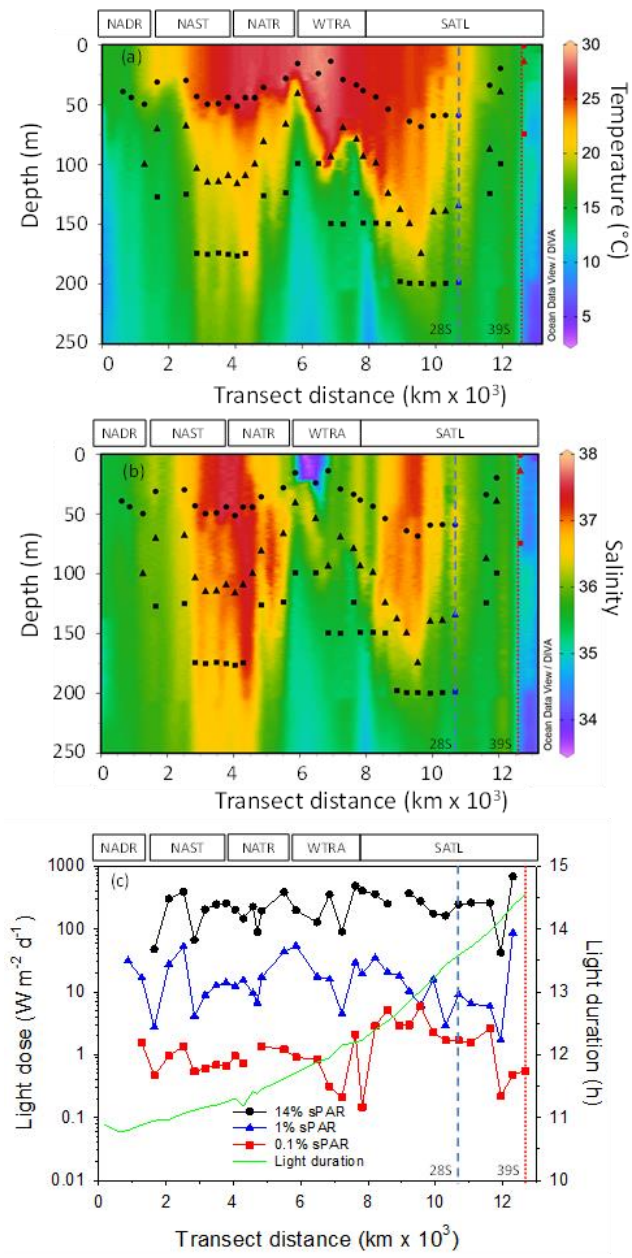 NADR NAST NATR WTRA SATL
(a)
0
50
100
150
200
250
Depth (m)
0 2 4 6 8 10 12
Transect distance (km x 10³)
28S 39S
Ocean Data View / DIVA
30
25
20
15
10
5
Temperature (°C)
NADR NAST NATR WTRA SATL
(b)
0
50
100
150
200
250
Depth (m)
0 2 4 6 8 10 12
Transect distance (km x 10³)
28S 39S
Ocean Data View / DIVA
38
37
36
35
34
Salinity
NADR NAST NATR WTRA SATL
(c)
1000
100
10
1
0.1
0.01
Light dose (W m⁻² d⁻¹)
14% sPAR
1% sPAR
0.1% sPAR
Light duration
28S 39S
15
14
13
12
11
10
Light duration (h)
0 2 4 6 8 10 12
Transect distance (km x 10³)